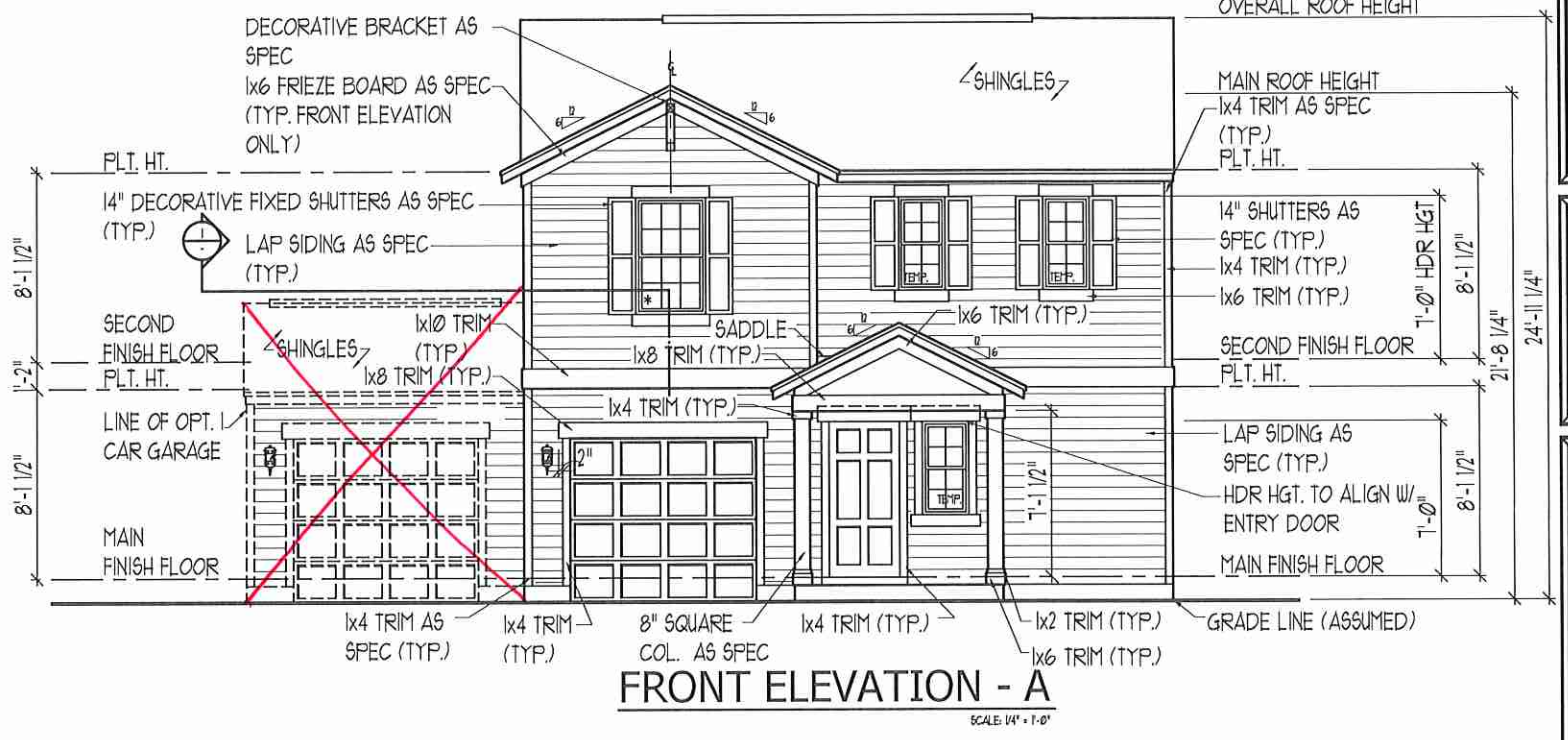 OVERALL ROOF HEIGHT
DECORATIVE BRACKET AS
SPEC
1x6 FRIEZE BOARD AS SPEC
(TYP. FRONT ELEVATION
ONLY)
PLT. HT.
14" DECORATIVE FIXED SHUTTERS AS SPEC
(TYP.)
LAP SIDING AS SPEC
(TYP.)
8'-1 1/2"
SECOND
FINISH FLOOR
1'-2"
PLT. HT.
LINE OF OPT. 1
CAR GARAGE
8'-1 1/2"
MAIN
FINISH FLOOR
SHINGLES
1x10 TRIM
(TYP.)
1x8 TRIM (TYP.)
2"
12
6
12
6
SHINGLES
TEMP.
TEMP.
*
SADDLE
12
6
12
6
1x6 TRIM (TYP.)
1x8 TRIM (TYP.)
1x4 TRIM (TYP.)
TEMP.
7'-1 1/2"
MAIN ROOF HEIGHT
1x4 TRIM AS SPEC
(TYP.)
PLT. HT.
14" SHUTTERS AS
SPEC (TYP.)
1x4 TRIM (TYP.)
1x6 TRIM (TYP.)
7'-0" HDR HGT
8'-1 1/2"
21'-8 1/4"
24'-11 1/4"
SECOND FINISH FLOOR
PLT. HT.
LAP SIDING AS
SPEC (TYP.)
HDR HGT. TO ALIGN W/
ENTRY DOOR
7'-0"
8'-1 1/2"
MAIN FINISH FLOOR
GRADE LINE (ASSUMED)
1x4 TRIM AS
SPEC (TYP.)
1x4 TRIM
(TYP.)
8" SQUARE
COL. AS SPEC
1x4 TRIM (TYP.)
1x2 TRIM (TYP.)
1x6 TRIM (TYP.)
FRONT ELEVATION - A
SCALE: 1/4" = 1'-0"